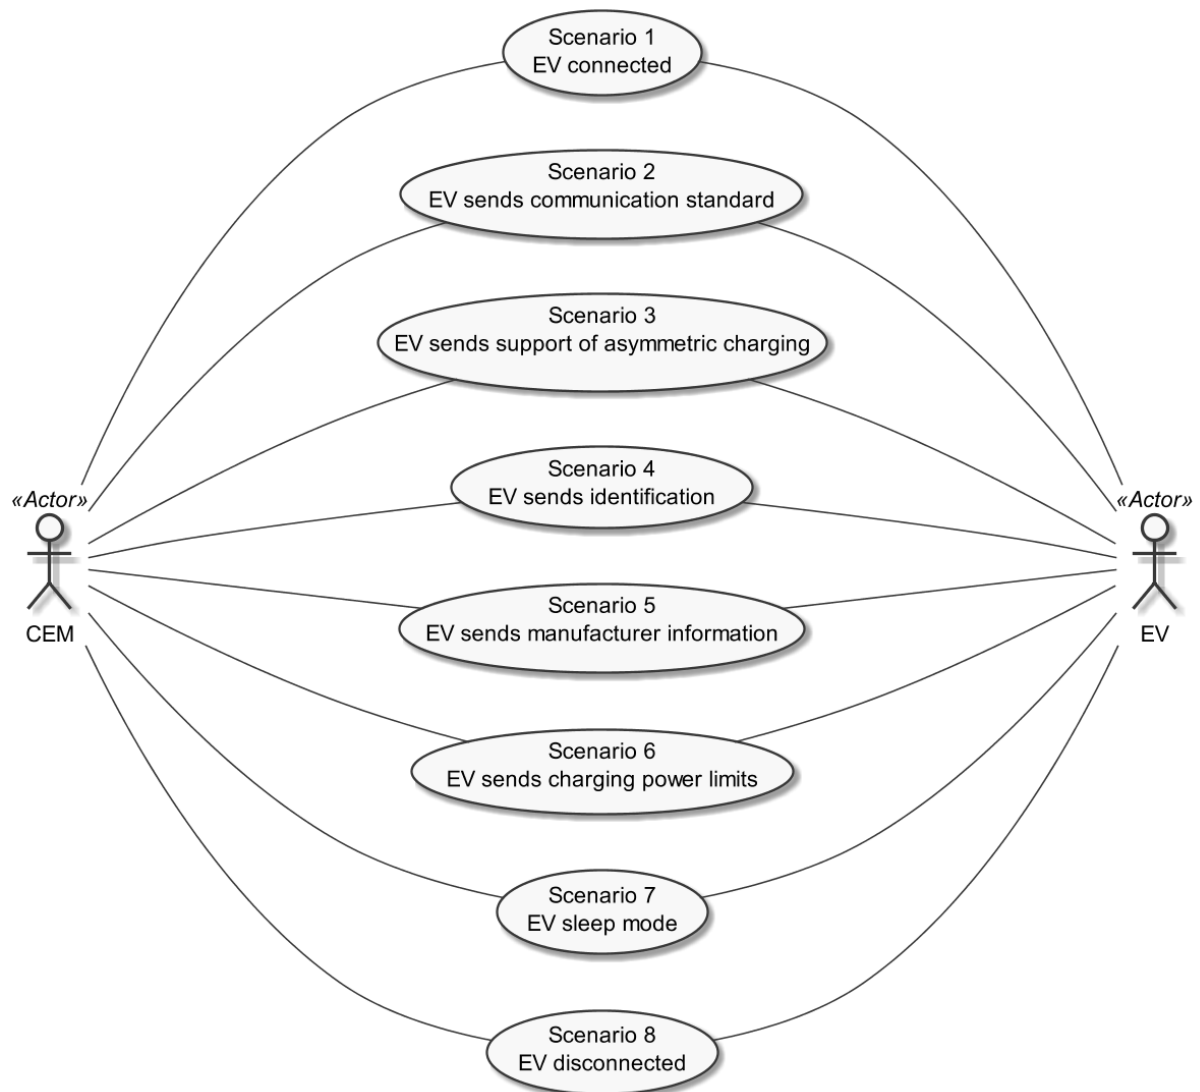 Scenario 1
EV connected
Scenario 2
EV sends communication standard
Scenario 3
EV sends support of asymmetric charging
Scenario 4
EV sends identification
«Actor»
CEM
«Actor»
EV
Scenario 5
EV sends manufacturer information
Scenario 6
EV sends charging power limits
Scenario 7
EV sleep mode
Scenario 8
EV disconnected